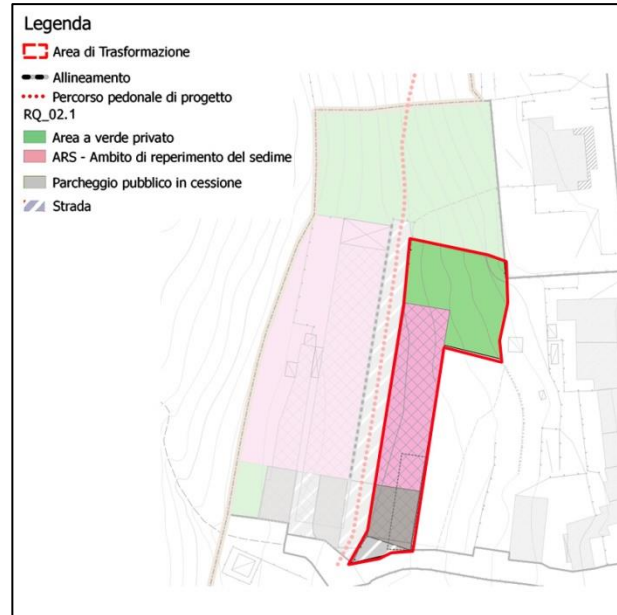 Legenda
Area di Trasformazione
Allineamento
Percorso pedonale di progetto
RQ_02.1
Area a verde privato
ARS - Ambito di reperimento del sedime
Parcheggio pubblico in cessione
Strada